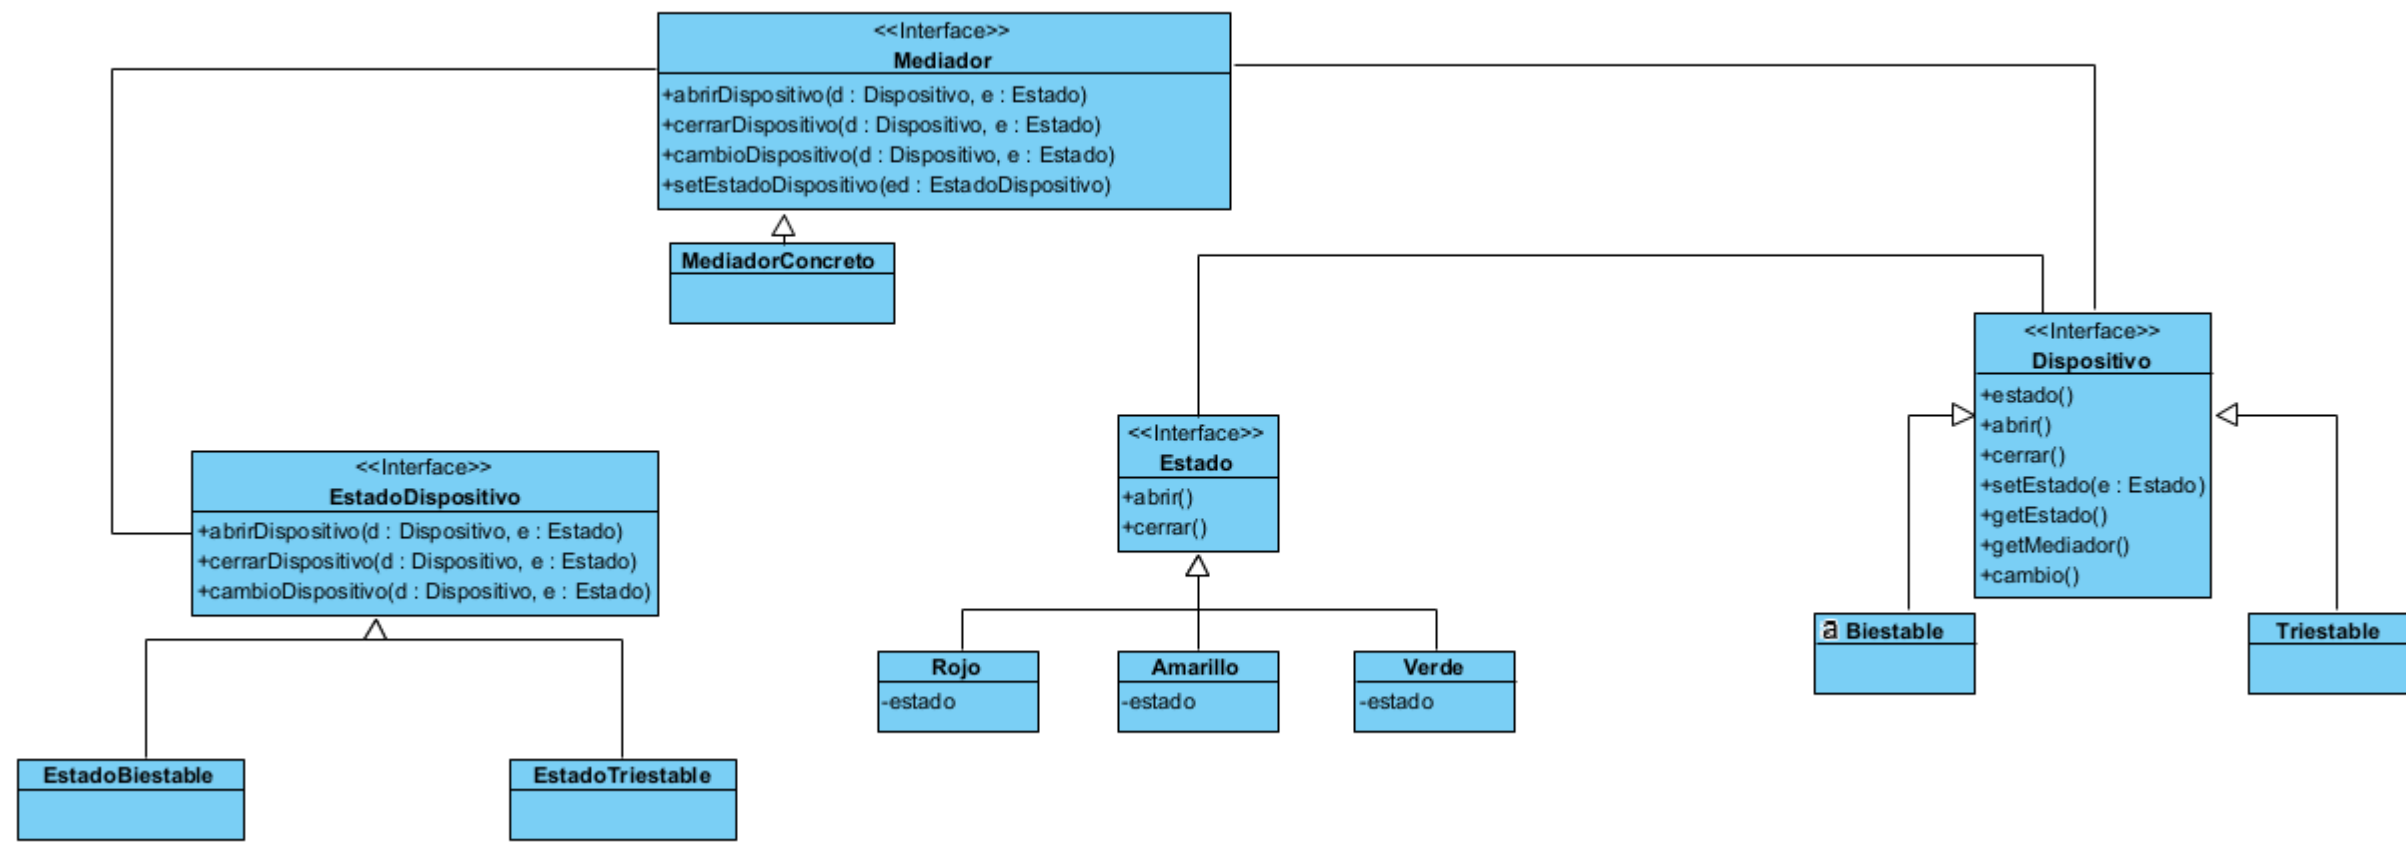 <<Interface>>
Mediador
+abrirDispositivo(d : Dispositivo, e : Estado)
+cerrarDispositivo(d : Dispositivo, e : Estado)
+cambioDispositivo(d : Dispositivo, e : Estado)
+setEstadoDispositivo(ed : EstadoDispositivo)
MediadorConcreto
<<Interface>>
Dispositivo
+estado()
+abrir()
+cerrar()
+setEstado(e : Estado)
+getEstado()
+getMediador()
+cambio()
<<Interface>>
Estado
+abrir()
+cerrar()
<<Interface>>
EstadoDispositivo
+abrirDispositivo(d : Dispositivo, e : Estado)
+cerrarDispositivo(d : Dispositivo, e : Estado)
+cambioDispositivo(d : Dispositivo, e : Estado)
a Biestable
Triestable
Rojo
-estado
Amarillo
-estado
Verde
-estado
EstadoBiestable
EstadoTriestable